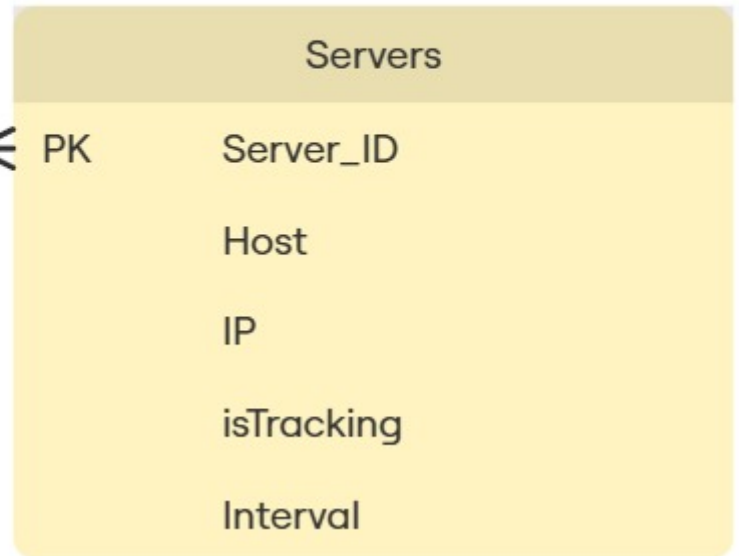 Servers
PK Server_ID
Host
IP
isTracking
Interval